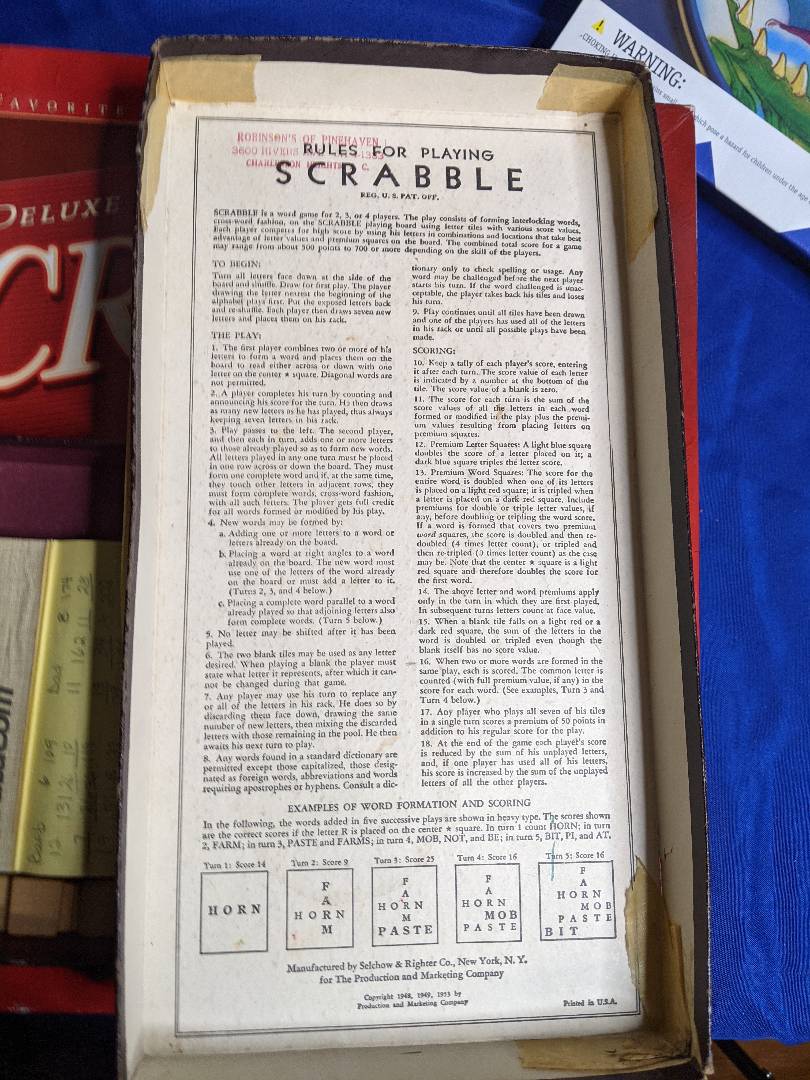 AVORITE
DELUXE
CR
WARNING:
ROBINSON'S OF PINEHAVEN
3600 RIVERS
RULES FOR PLAYING
SCRABBLE
REG. U. S. PAT. OFF.
SCRABBLE is a word game for 2, 3, or 4 players. The play consists of forming interlocking words,
cross-word fashion, on the SCRABBLE playing board using letter tiles with various score values.
Each player competes for high score by using his letters in combinations and locations that take best
advantage of letter values and premium squares on the board. The combined total score for a game
may range from about 500 points to 700 or more depending on the skill of the players.
TO BEGIN:
Turn all letters face down at the side of the
board and shuffle. Draw for first play. The player
drawing the letter nearest the beginning of the
alphabet plays first. Put the exposed letters back
and re-shuffle. Each player then draws seven new
letters and places them on his rack.
THE PLAY:
1. The first player combines two or more of his
letters to form a word and places them on the
board to read either across or down with one
letter on the center ★ square. Diagonal words are
not permitted.
2. A player completes his turn by counting and
announcing his score for the turn. He then draws
as many new letters as he has played, thus always
keeping seven letters in his rack.
3. Play passes to the left. The second player,
and then each in turn, adds one or more letters
to those already played so as to form new words.
All letters played in any one turn must be placed
in one row across or down the board. They must
form one complete word and if, at the same time,
they touch other letters in adjacent rows, they
must form complete words, cross-word fashion,
with all such letters. The player gets full credit
for all words formed or modified by his play.
4. New words may be formed by:
a. Adding one or more letters to a word or
letters already on the board.
b. Placing a word at right angles to a word
already on the board. The new word must
use one of the letters of the word already
on the board or must add a letter to it.
(Turns 2, 3, and 4 below.)
c. Placing a complete word parallel to a word
already played so that adjoining letters also
form complete words. (Turn 5 below.)
5. No letter may be shifted after it has been
played.
6. The two blank tiles may be used as any letter
desired. When playing a blank the player must
state what letter it represents, after which it can-
not be changed during that game.
7. Any player may use his turn to replace any
or all of the letters in his rack. He does so by
discarding them face down, drawing the same
number of new letters, then mixing the discarded
letters with those remaining in the pool. He then
awaits his next turn to play.
8. Any words found in a standard dictionary are
permitted except those capitalized, those desig-
nated as foreign words, abbreviations and words
requiring apostrophes or hyphens. Consult a dic-
tionary only to check spelling or usage. Any
word may be challenged before the next player
starts his turn. If the word challenged is unac-
ceptable, the player takes back his tiles and loses
his turn.
9. Play continues until all tiles have been drawn
and one of the players has used all of the letters
in his rack or until all possible plays have been
made.
SCORING:
10. Keep a tally of each player's score, entering
it after each turn. The score value of each letter
is indicated by a number at the bottom of the
tile. The score value of a blank is zero.
11. The score for each turn is the sum of the
score values of all the letters in each word
formed or modified in the play plus the premi-
um values resulting from placing letters on
premium squares.
12. Premium Letter Squares: A light blue square
doubles the score of a letter placed on it; a
dark blue square triples the letter score.
13. Premium Word Squares: The score for the
entire word is doubled when one of its letters
is placed on a light red square; it is tripled when
a letter is placed on a dark red square. Include
premiums for double or triple letter values, if
any, before doubling or tripling the word score.
If a word is formed that covers two premium
word squares, the score is doubled and then re-
doubled (4 times letter count), or tripled and
then re-tripled (9 times letter count) as the case
may be. Note that the center ★ square is a light
red square and therefore doubles the score for
the first word.
14. The above letter and word premiums apply
only in the turn in which they are first played.
In subsequent turns letters count at face value.
15. When a blank tile falls on a light red or a
dark red square, the sum of the letters in the
word is doubled or tripled even though the
blank itself has no score value.
16. When two or more words are formed in the
same play, each is scored. The common letter is
counted (with full premium value, if any) in the
score for each word. (See examples, Turn 3 and
Turn 4 below.)
17. Any player who plays all seven of his tiles
in a single turn scores a premium of 50 points in
addition to his regular score for the play.
18. At the end of the game each player's score
is reduced by the sum of his unplayed letters,
and, if one player has used all of his letters,
his score is increased by the sum of the unplayed
letters of all the other players.
EXAMPLES OF WORD FORMATION AND SCORING
In the following, the words added in five successive plays are shown in heavy type. The scores shown
are the correct scores if the letter R is placed on the center ★ square. In turn 1 count HORN; in turn
2, FARM; in turn 3, PASTE and FARMS; in turn 4, MOB, NOT, and BE; in turn 5, BIT, PI, and AT.
Turn 1: Score 14
HORN
Turn 2: Score 9
F
A
HORN
M
Turn 3: Score 25
F
A
HORN
M
PASTE
Turn 4: Score 16
F
A
HORN
MOB
PASTE
Turn 5: Score 16
F
A
HORN
MOB
PASTE
BIT
Manufactured by Selchow & Righter Co., New York, N. Y.
for The Production and Marketing Company
Copyright 1948, 1949, 1953 by
Production and Marketing Company
Printed in U.S.A.